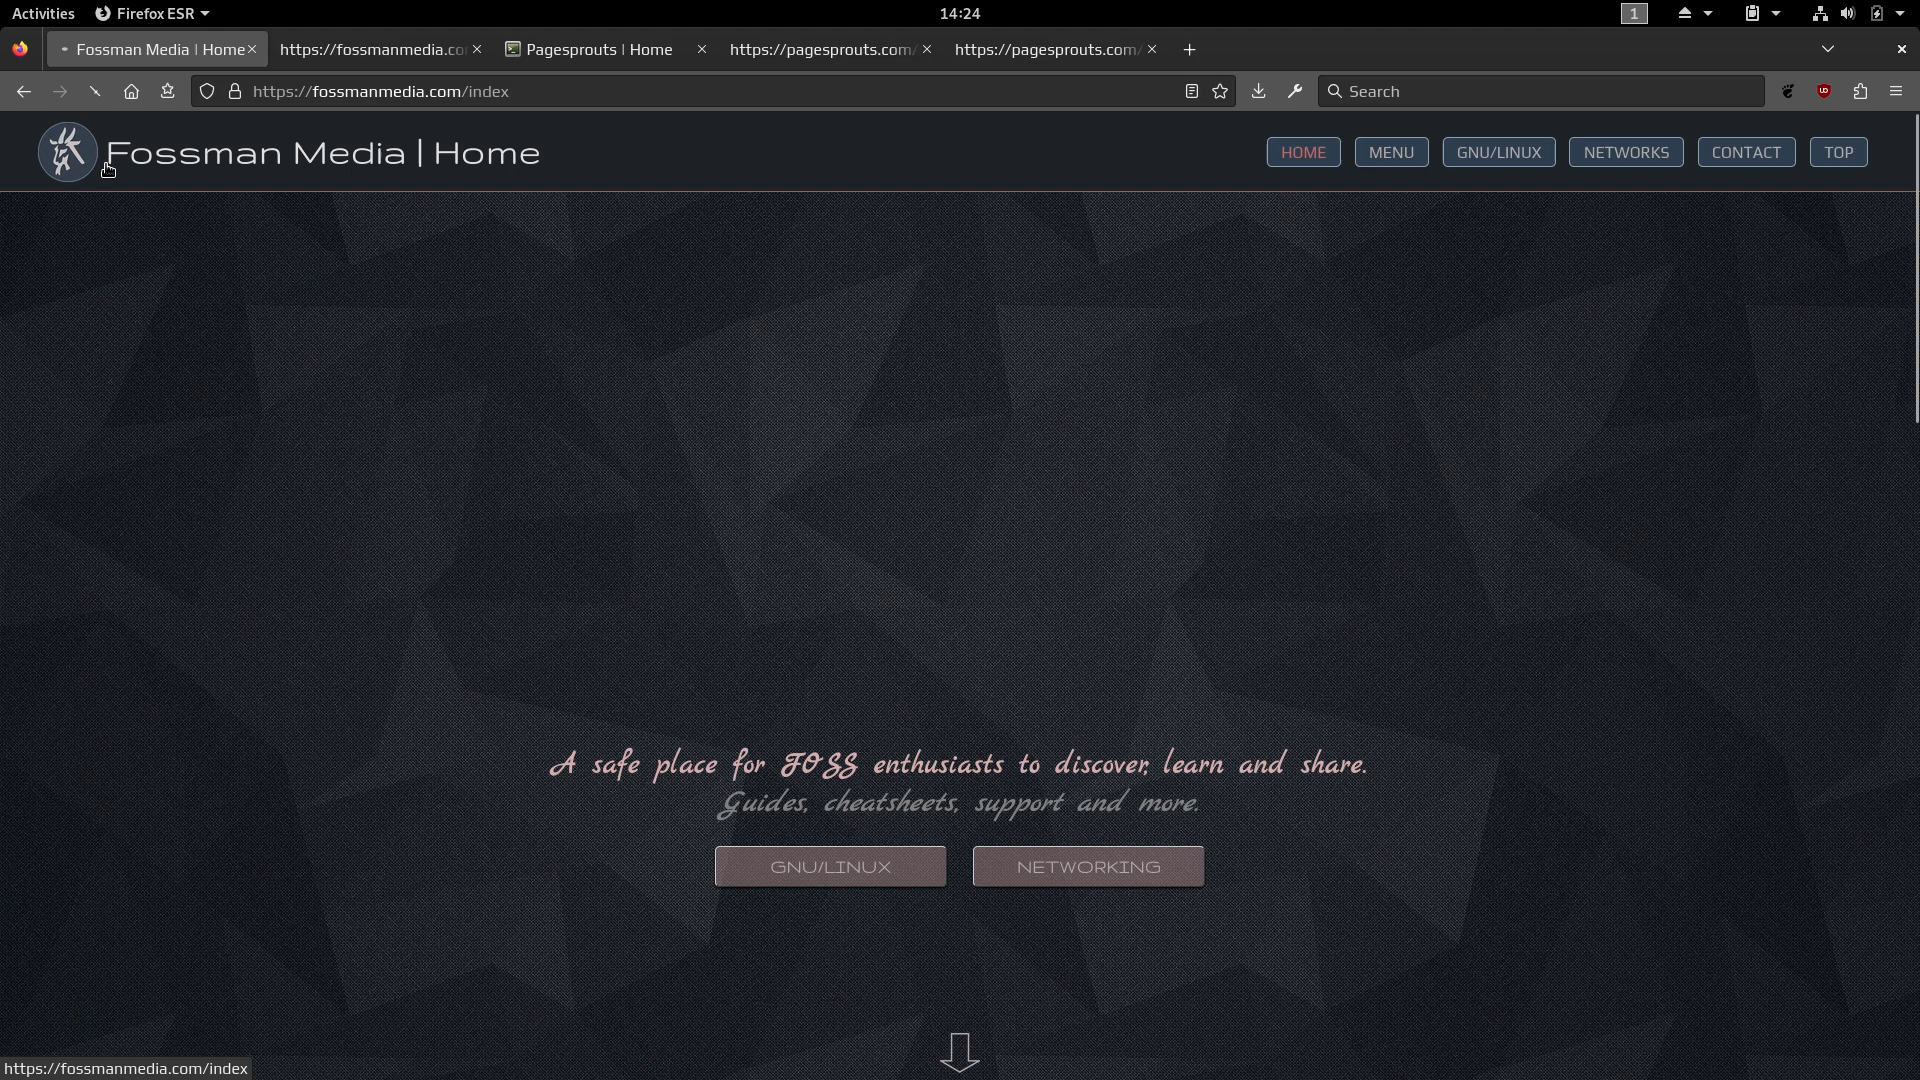 Activities Firefox ESR 14:24 1
Fossman Media | Home https://fossmanmedia.co Pagesprouts | Home https://pagesprouts.com/ https://pagesprouts.com/
https://fossmanmedia.com/index Search
Fossman Media | Home HOME MENU GNU/LINUX NETWORKS CONTACT TOP
A safe place for FOSS enthusiasts to discover, learn and share.
Guides, cheatsheets, support and more.
GNU/LINUX NETWORKING
https://fossmanmedia.com/index